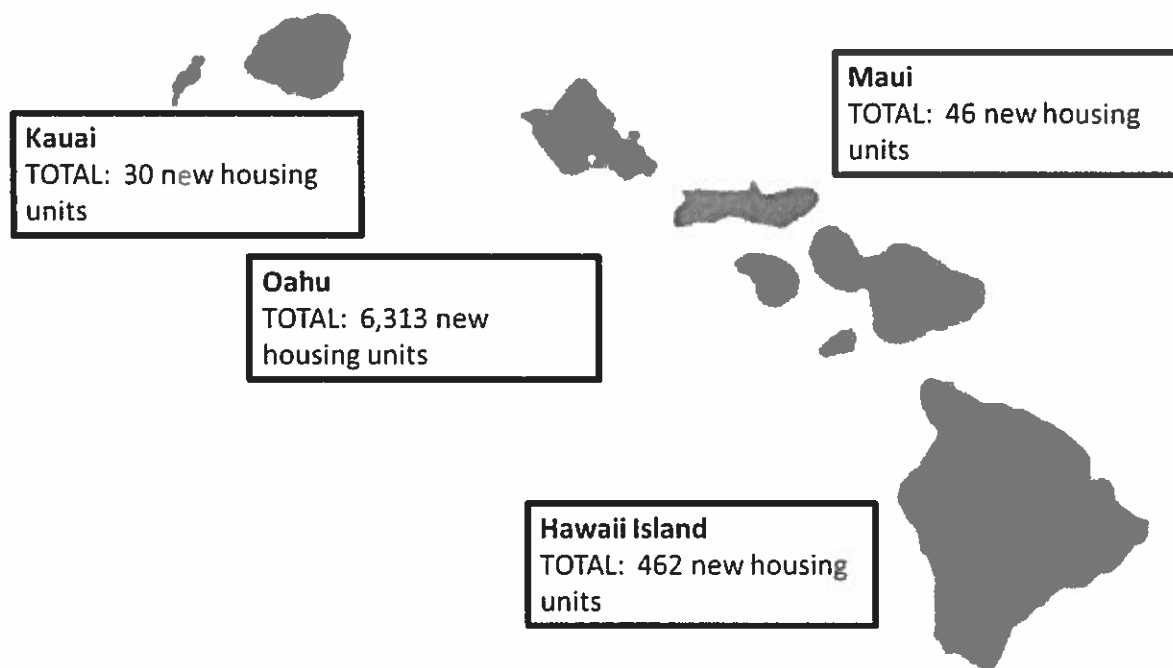 Kauai
TOTAL: 30 new housing
units
Maui
TOTAL: 46 new housing
units
Oahu
TOTAL: 6,313 new
housing units
Hawaii Island
TOTAL: 462 new housing
units